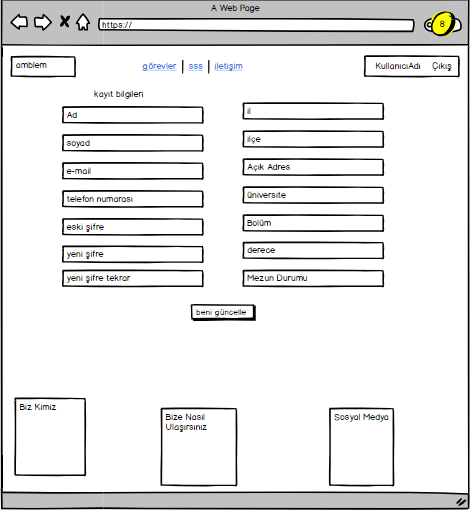 A Web Page
https://
8
amblem
görevler | sss | iletişim
KullanıcıAdı Çıkış
kayıt bilgileri
Ad
soyad
e-mail
telefon numarası
eski şifre
yeni şifre
yeni şifre tekrar
il
ilçe
Açık Adres
üniversite
Bolüm
derece
Mezun Durumu
beni güncelle
Biz Kimiz
Bize Nasıl
Ulaşırsınız
Sosyal Medya